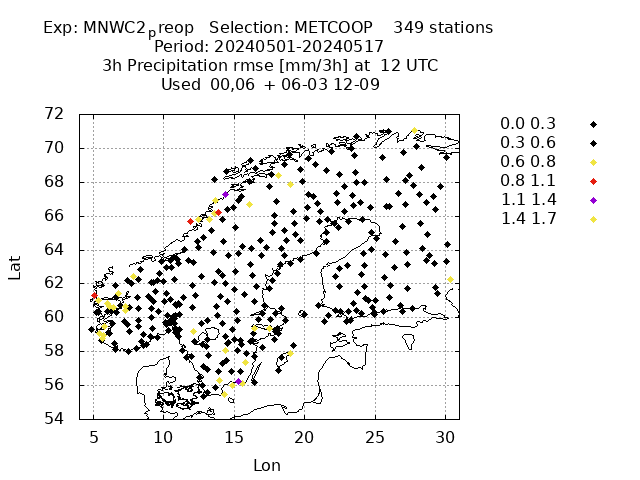 Exp: MNWC2preop Selection: METCOOP 349 stations
Period: 20240501-20240517
3h Precipitation rmse [mm/3h] at 12 UTC
Used 00,06 + 06-03 12-09
72
70
68
66
64
62
60
58
56
54
5 10 15 20 25 30
Lat
Lon
0.0 0.3
0.3 0.6
0.6 0.8
0.8 1.1
1.1 1.4
1.4 1.7